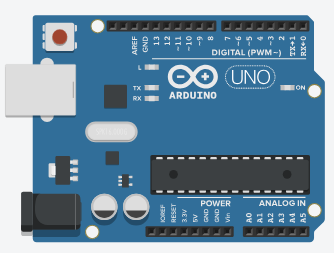 AREF
GND
13
12
~11
~10
~9
8
7
~6
~5
4
~3
2
TX→1
RX←0
DIGITAL (PWM~)
L
TX
RX
UNO
ON
ARDUINO
POWER
ANALOG IN
IOREF
RESET
3.3V
5V
GND
GND
Vin
A0
A1
A2
A3
A4
A5